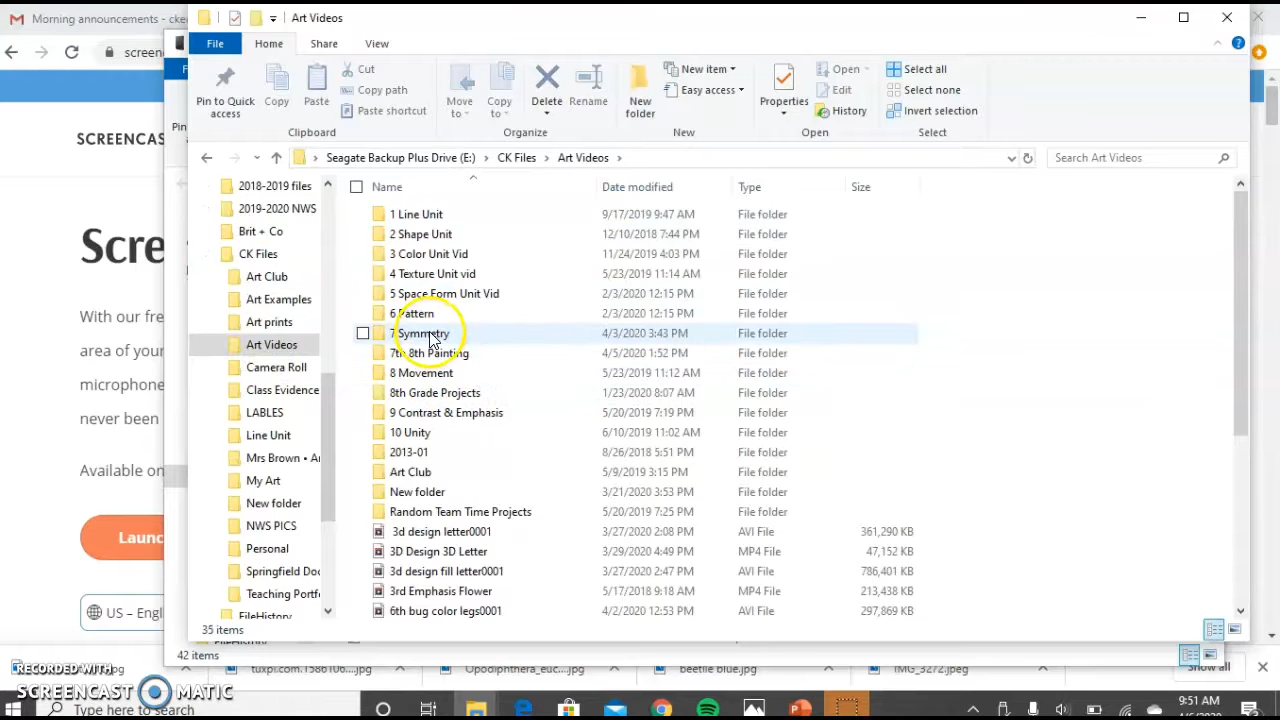 Morning announcements - cke
Art Videos
File Home Share View
screen
Pin to Quick access
Copy
Paste
Cut
Copy path
Paste shortcut
Clipboard
Move to
Copy to
Delete
Rename
Organize
New folder
New item
Easy access
New
Properties
Open
Edit
History
Open
Select all
Select none
Invert selection
Select
Seagate Backup Plus Drive (E:) > CK Files > Art Videos >
Search Art Videos
SCREENCAST
Scre
With our fre
area of your
microphone
never been
Available on
Launc
US – Engli
2018-2019 files
2019-2020 NWS
Brit + Co
CK Files
Art Club
Art Examples
Art prints
Art Videos
Camera Roll
Class Evidence
LABLES
Line Unit
Mrs Brown • Ar
My Art
New folder
NWS PICS
Personal
Springfield Doc
Teaching Portf
FileHistory
Name Date modified Type Size
1 Line Unit 9/17/2019 9:47 AM File folder
2 Shape Unit 12/10/2018 7:44 PM File folder
3 Color Unit Vid 11/24/2019 4:03 PM File folder
4 Texture Unit vid 5/23/2019 11:14 AM File folder
5 Space Form Unit Vid 2/3/2020 12:15 PM File folder
6 Pattern 2/3/2020 12:15 PM File folder
7 Symmetry 4/3/2020 3:43 PM File folder
7th 8th Painting 4/5/2020 1:52 PM File folder
8 Movement 5/23/2019 11:12 AM File folder
8th Grade Projects 1/23/2020 8:07 AM File folder
9 Contrast & Emphasis 5/20/2019 7:19 PM File folder
10 Unity 6/10/2019 11:02 AM File folder
2013-01 8/26/2018 5:51 PM File folder
Art Club 5/9/2019 3:15 PM File folder
New folder 3/21/2020 3:53 PM File folder
Random Team Time Projects 5/20/2019 7:25 PM File folder
3d design letter0001 3/27/2020 2:08 PM AVI File 361,290 KB
3D Design 3D Letter 3/29/2020 4:49 PM MP4 File 47,152 KB
3d design fill letter0001 3/27/2020 2:47 PM AVI File 786,401 KB
3rd Emphasis Flower 5/17/2018 9:18 AM MP4 File 213,438 KB
6th bug color legs0001 4/2/2020 12:53 PM AVI File 297,869 KB
35 items
42 items
tuxpi.com.1586106....jpg
Opodiphthera_euc....jpg
beetle blue.jpg
IMG_3272.jpeg
Show all
RECORDED WITH
SCREENCAST MATIC
Type here to search
9:51 AM